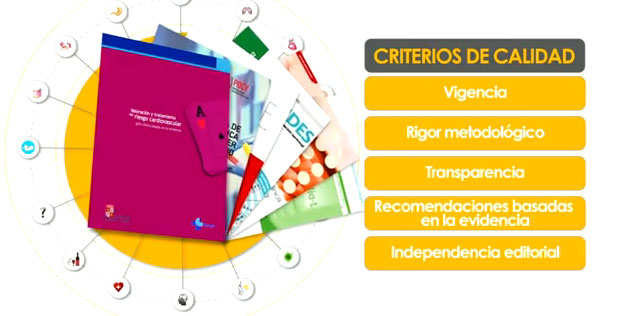 CRITERIOS DE CALIDAD
Vigencia
Rigor metodológico
Transparencia
Recomendaciones basadas
en la evidencia
Independencia editorial
Valoración y tratamiento
del riesgo cardiovascular
A
?